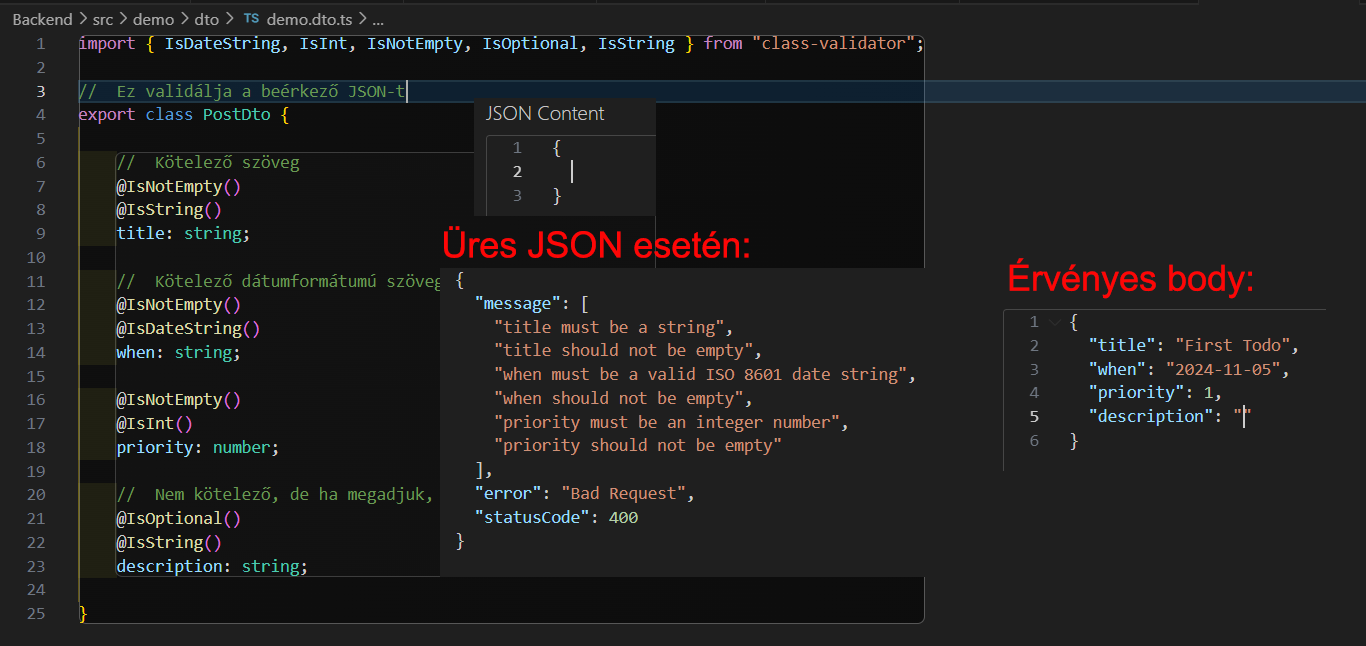 Backend > src > demo > dto > TS demo.dto.ts > ...
1 import { IsDateString, IsInt, IsNotEmpty, IsOptional, IsString } from "class-validator";
2
3 //  Ez validálja a beérkező JSON-t
4 export class PostDto {
5
6 //  Kötelező szöveg
7 @IsNotEmpty()
8 @IsString()
9 title: string;
10
11 //  Kötelező dátumformátumú szöveg
12 @IsNotEmpty()
13 @IsDateString()
14 when: string;
15
16 @IsNotEmpty()
17 @IsInt()
18 priority: number;
19
20 //  Nem kötelező, de ha megadjuk,
21 @IsOptional()
22 @IsString()
23 description: string;
24
25 }
JSON Content
1 {
2
3 }
Üres JSON esetén:
{
"message": [
"title must be a string",
"title should not be empty",
"when must be a valid ISO 8601 date string",
"when should not be empty",
"priority must be an integer number",
"priority should not be empty"
],
"error": "Bad Request",
"statusCode": 400
}
Érvényes body:
1 {
2 "title": "First Todo",
3 "when": "2024-11-05",
4 "priority": 1,
5 "description": ""
6 }